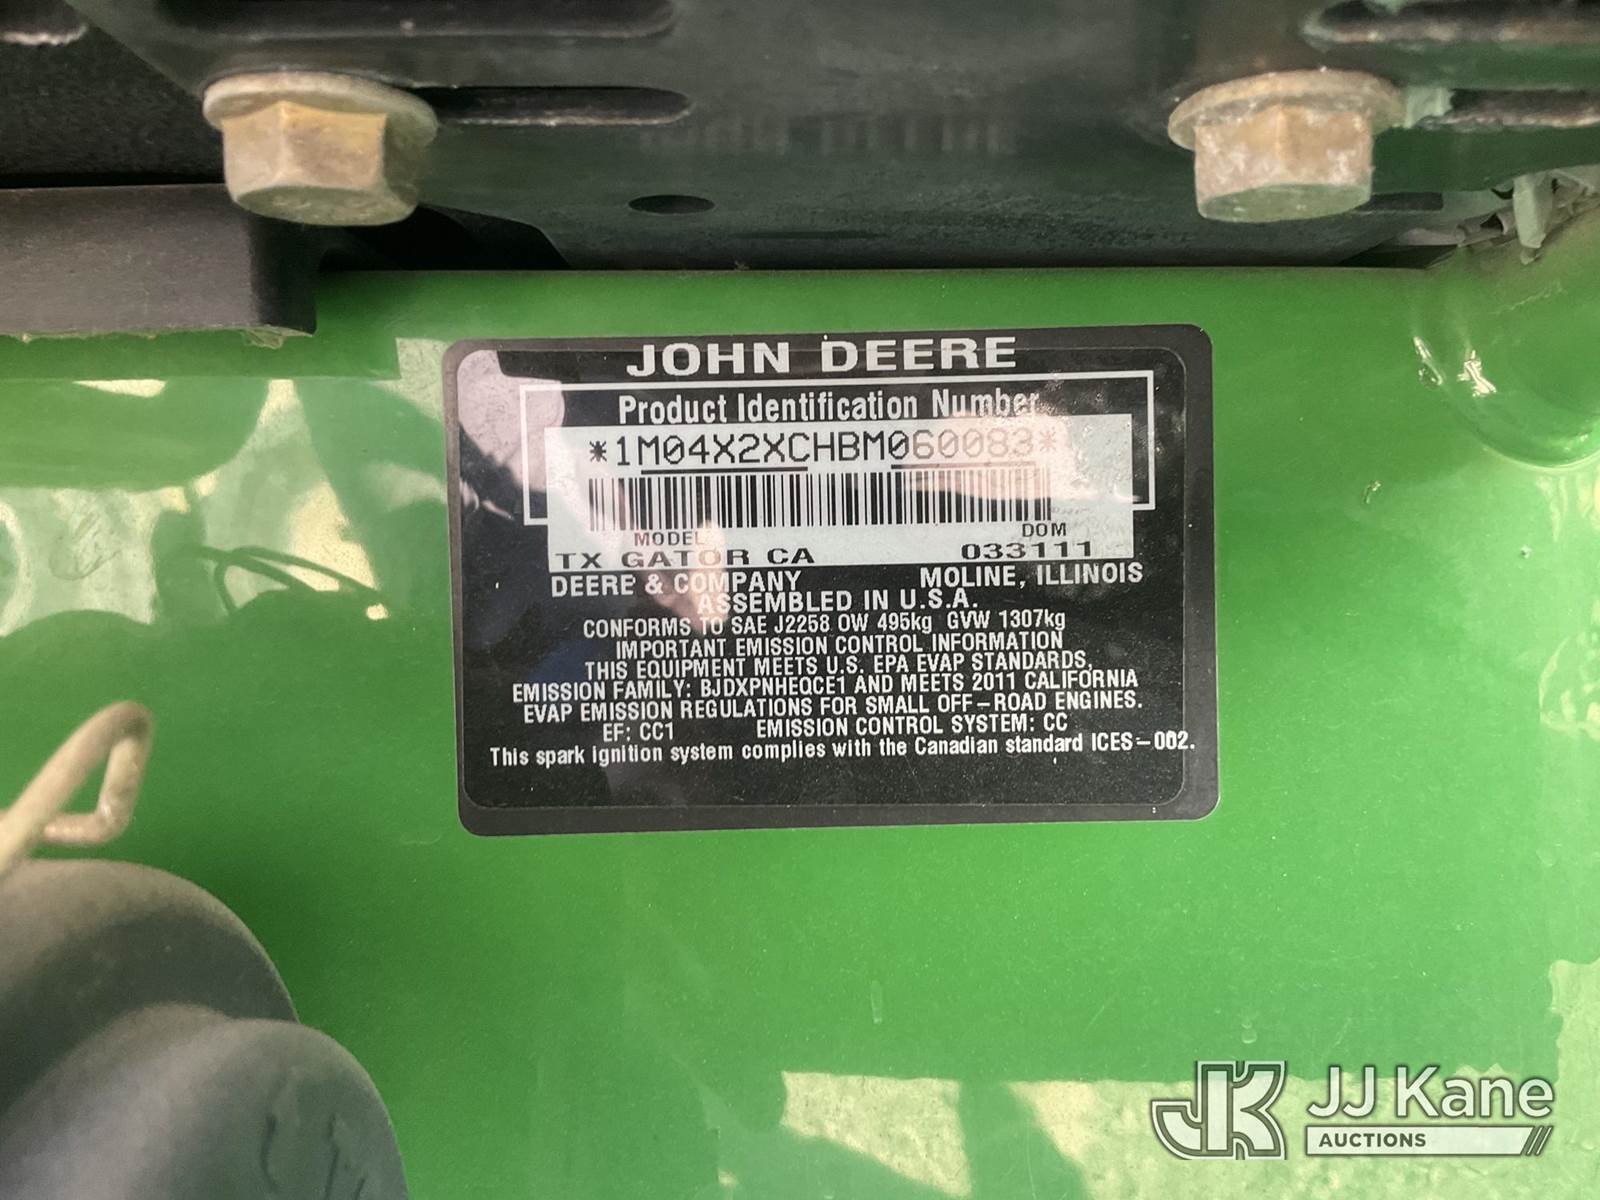 JOHN DEERE
Product Identification Number
*1M04X2XCHBM060083*
MODEL DOM
TX GATOR CA 033111
DEERE & COMPANY MOLINE, ILLINOIS
ASSEMBLED IN U.S.A.
CONFORMS TO SAE J2258 OW 495kg GVW 1307kg
IMPORTANT EMISSION CONTROL INFORMATION
THIS EQUIPMENT MEETS U.S. EPA EVAP STANDARDS,
EMISSION FAMILY: BJDXPNHEQCE1 AND MEETS 2011 CALIFORNIA
EVAP EMISSION REGULATIONS FOR SMALL OFF-ROAD ENGINES.
EF: CC1 EMISSION CONTROL SYSTEM: CC
This spark ignition system complies with the Canadian standard ICES-002.
JK JJ Kane
AUCTIONS